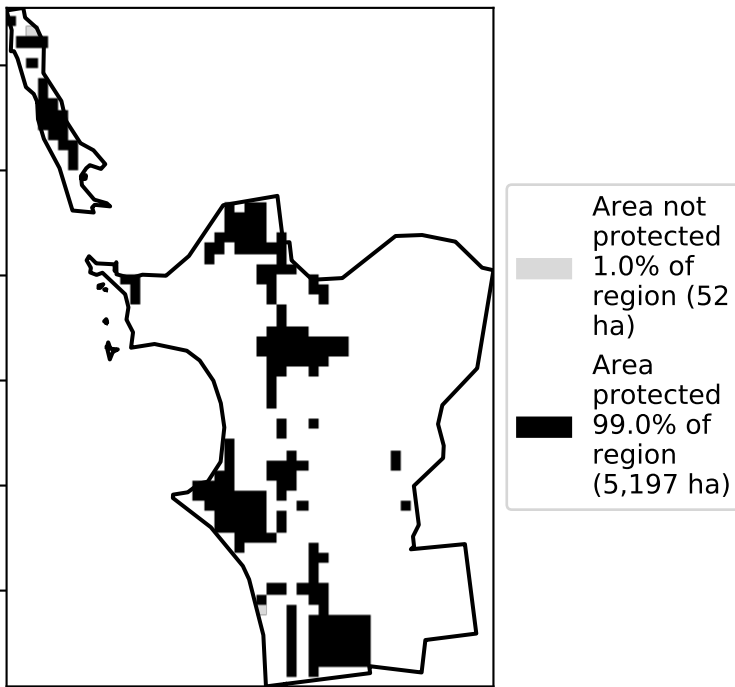 Area not
protected
1.0% of
region (52
ha)
Area
protected
99.0% of
region
(5,197 ha)